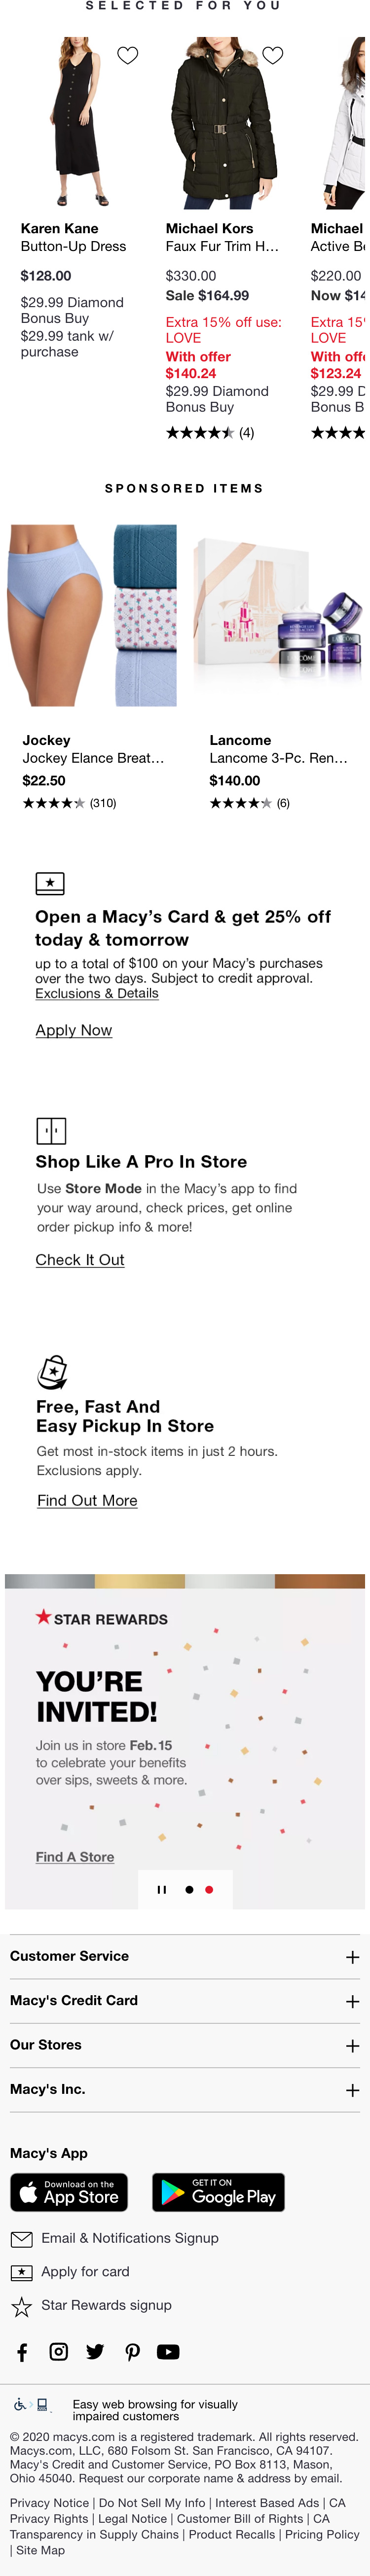 SELECTED FOR YOU
Karen Kane
Button-Up Dress
$128.00
$29.99 Diamond
Bonus Buy
$29.99 tank w/
purchase
Michael Kors
Faux Fur Trim H...
$330.00
Sale $164.99
Extra 15% off use:
LOVE
With offer
$140.24
$29.99 Diamond
Bonus Buy
(4)
Michael
Active Be
$220.00
Now $14
Extra 15
LOVE
With offe
$123.24
$29.99 D
Bonus B
SPONSORED ITEMS
Jockey
Jockey Elance Breat...
$22.50
(310)
Lancome
Lancome 3-Pc. Ren...
$140.00
(6)
Open a Macy's Card & get 25% off
today & tomorrow
up to a total of $100 on your Macy's purchases
over the two days. Subject to credit approval.
Exclusions & Details
Apply Now
Shop Like A Pro In Store
Use Store Mode in the Macy's app to find
your way around, check prices, get online
order pickup info & more!
Check It Out
Free, Fast And
Easy Pickup In Store
Get most in-stock items in just 2 hours.
Exclusions apply.
Find Out More
STAR REWARDS
YOU'RE
INVITED!
Join us in store Feb. 15
to celebrate your benefits
over sips, sweets & more.
Find A Store
Customer Service
Macy's Credit Card
Our Stores
Macy's Inc.
Macy's App
Download on the
App Store
GET IT ON
Google Play
Email & Notifications Signup
Apply for card
Star Rewards signup
Easy web browsing for visually
impaired customers
© 2020 macys.com is a registered trademark. All rights reserved.
Macys.com, LLC, 680 Folsom St. San Francisco, CA 94107.
Macy's Credit and Customer Service, PO Box 8113, Mason,
Ohio 45040. Request our corporate name & address by email.
Privacy Notice | Do Not Sell My Info | Interest Based Ads | CA
Privacy Rights | Legal Notice | Customer Bill of Rights | CA
Transparency in Supply Chains | Product Recalls | Pricing Policy
| Site Map